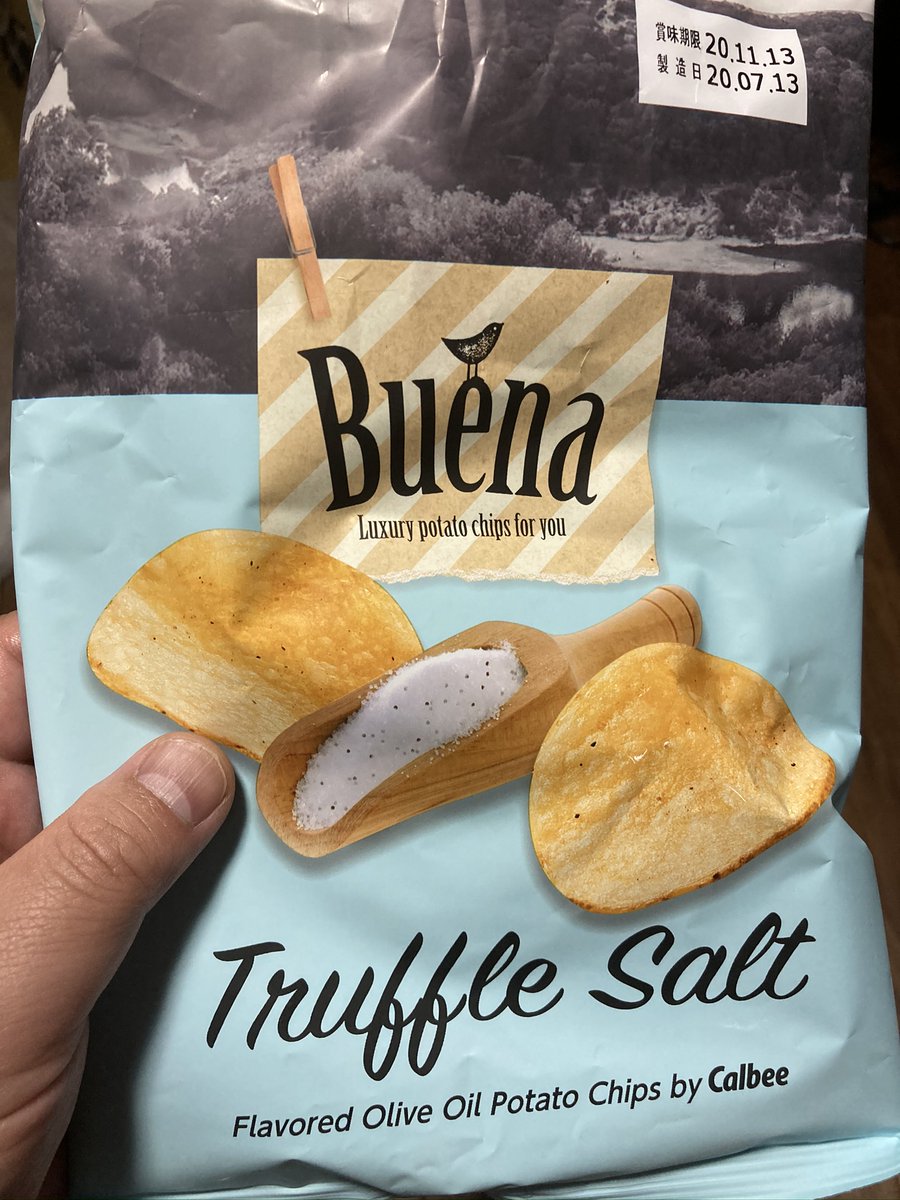 賞味期限 20.11.13
製造日 20.07.13
Buena
Luxury potato chips for you
Truffle Salt
Flavored Olive Oil Potato Chips by Calbee